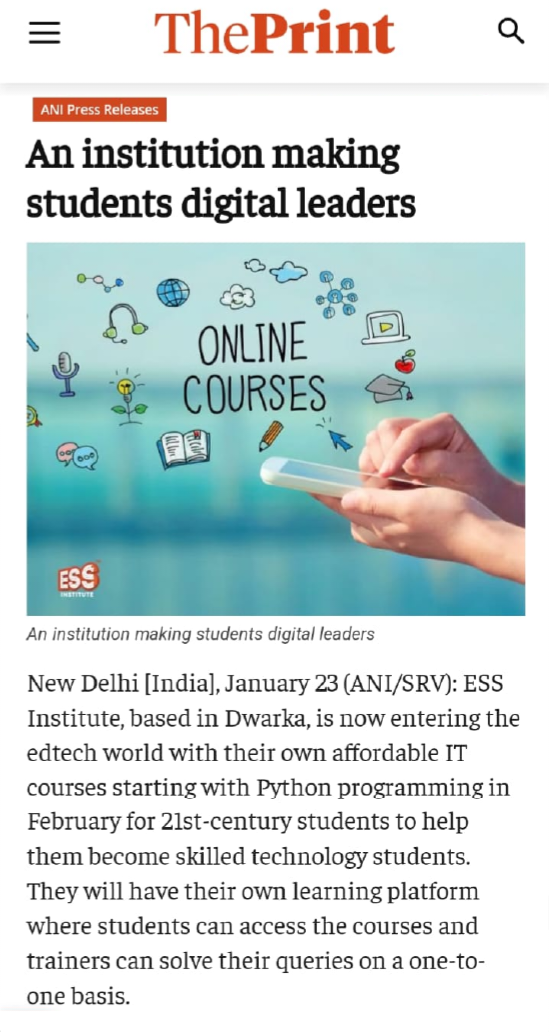 ThePrint
ANI Press Releases
An institution making
students digital leaders
ONLINE
COURSES
ESS
INSTITUTE
An institution making students digital leaders
New Delhi [India], January 23 (ANI/SRV): ESS
Institute, based in Dwarka, is now entering the
edtech world with their own affordable IT
courses starting with Python programming in
February for 21st-century students to help
them become skilled technology students.
They will have their own learning platform
where students can access the courses and
trainers can solve their queries on a one-to-
one basis.